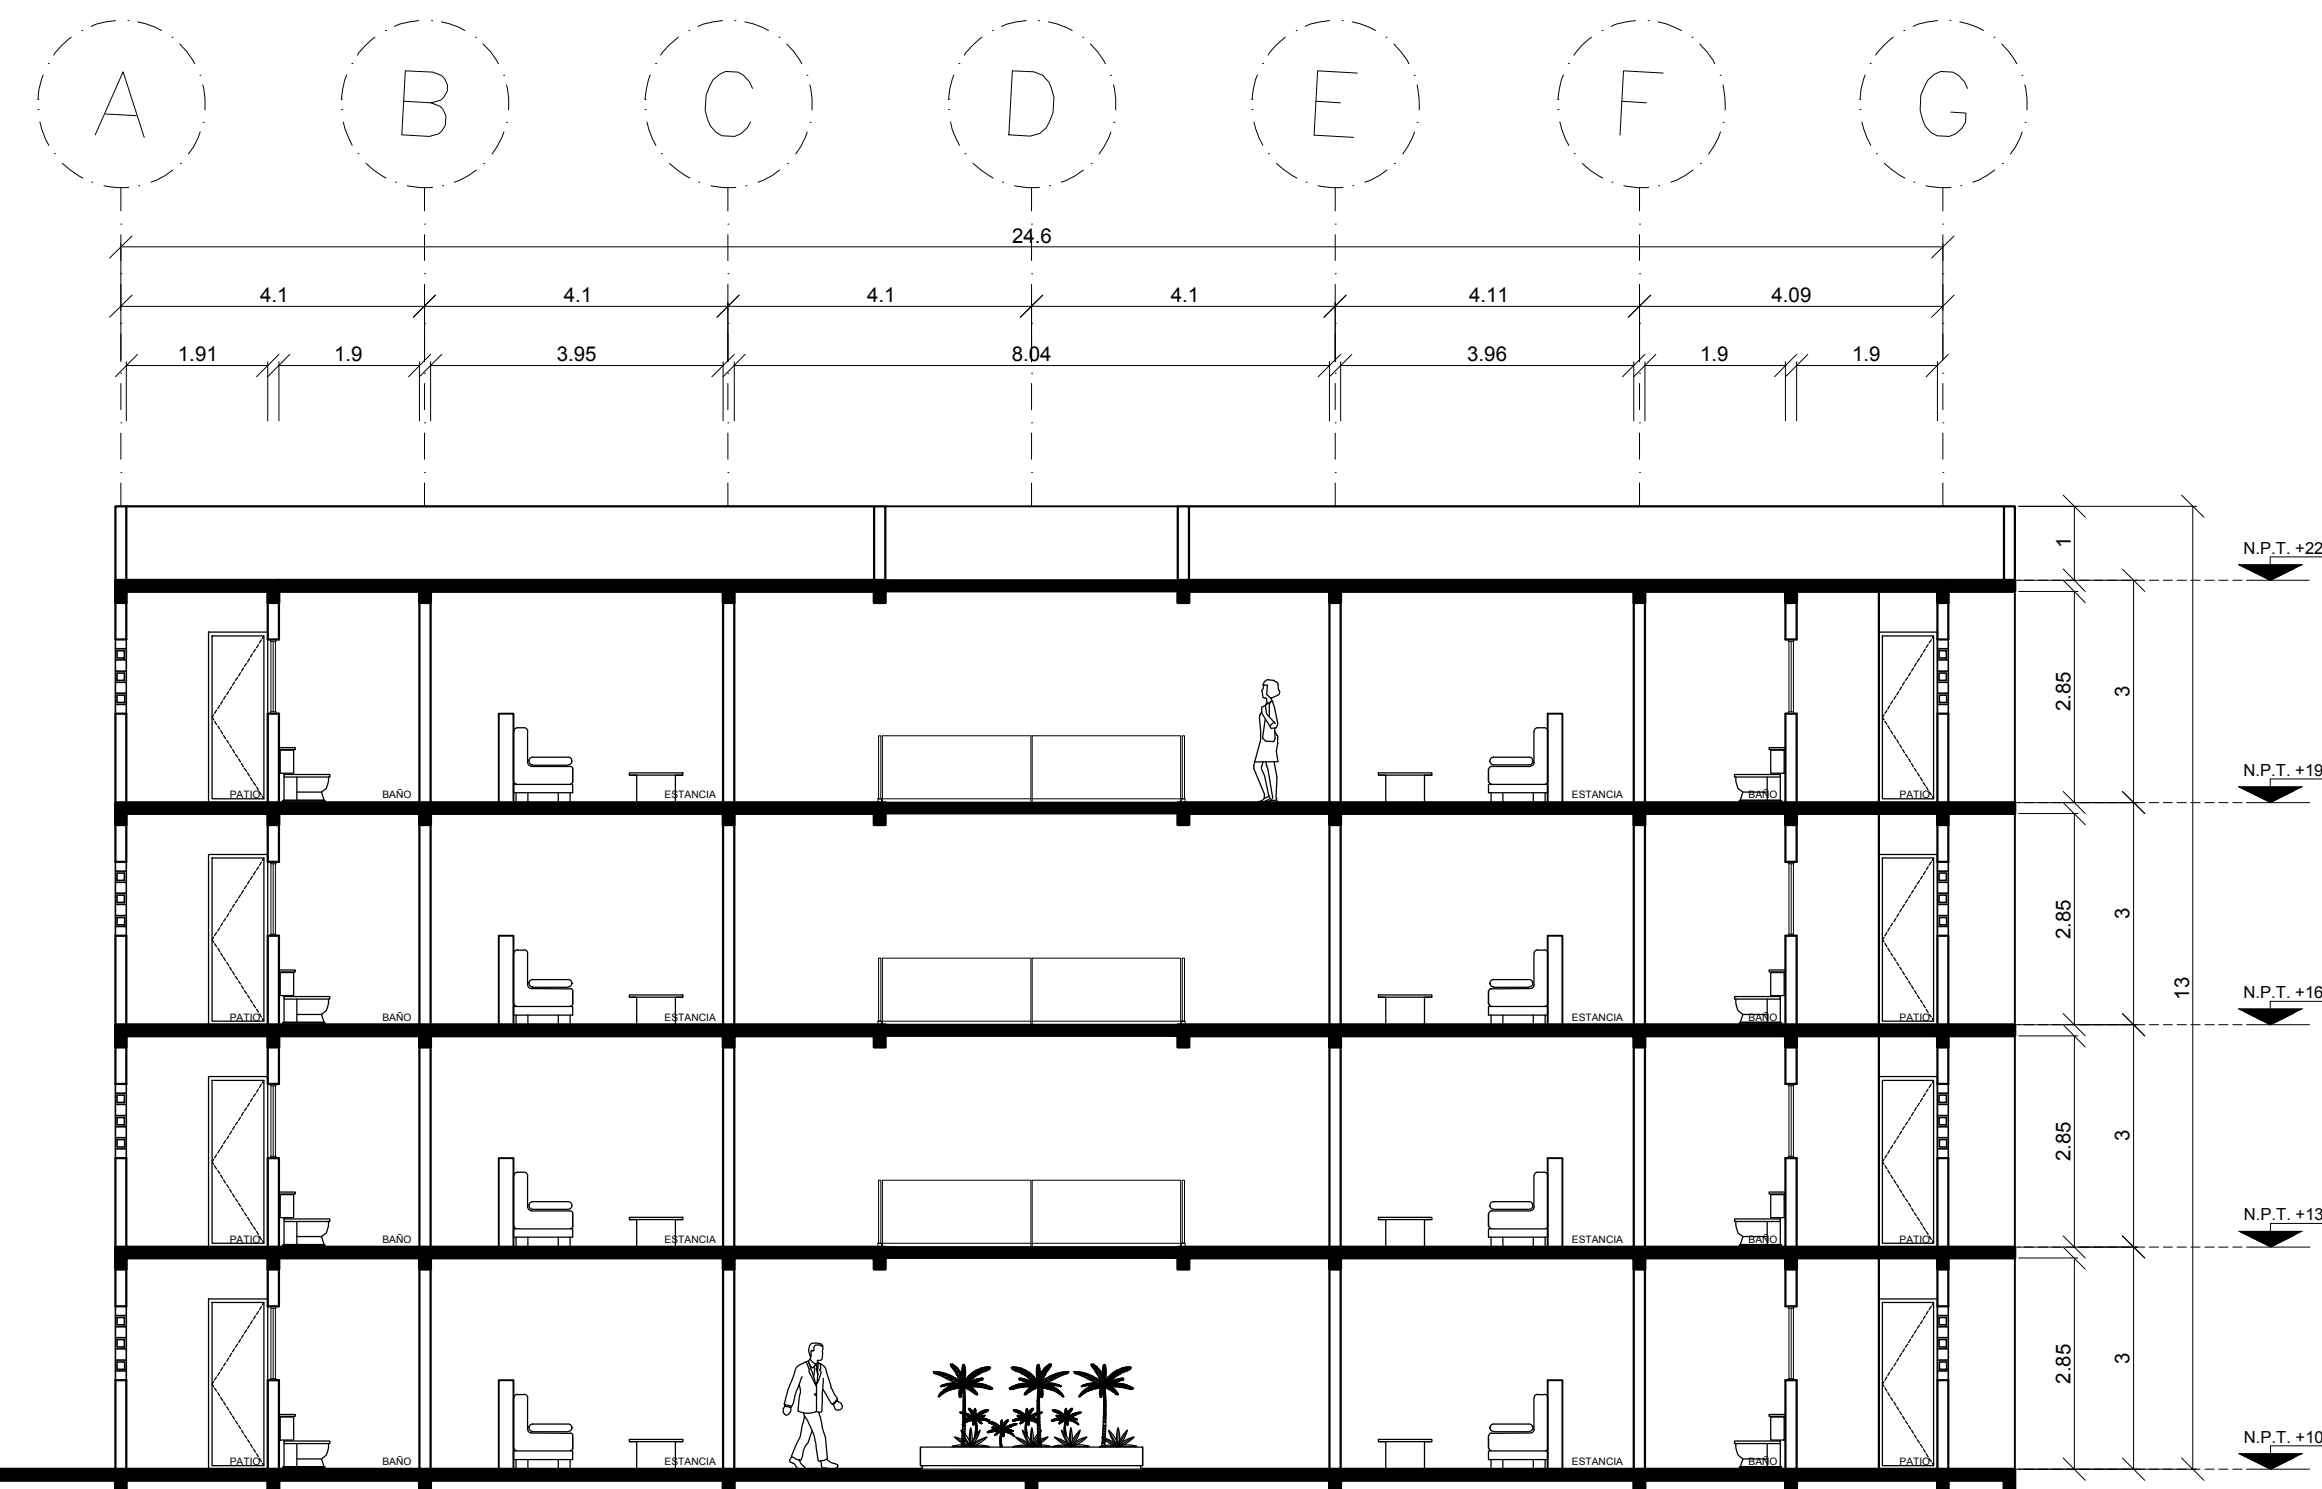 A B C D E F G
24.6
4.1 4.1 4.1 4.1 4.11 4.09
1.91 1.9 3.95 8.04 3.96 1.9 1.9
1
N.P.T. +22
2.85 3
PATIO BAÑO ESTANCIA ESTANCIA BAÑO PATIO
N.P.T. +19
2.85 3
13
PATIO BAÑO ESTANCIA ESTANCIA BAÑO PATIO
N.P.T. +16
2.85 3
PATIO BAÑO ESTANCIA ESTANCIA BAÑO PATIO
N.P.T. +13
2.85 3
PATIO BAÑO ESTANCIA ESTANCIA BAÑO PATIO
N.P.T. +10